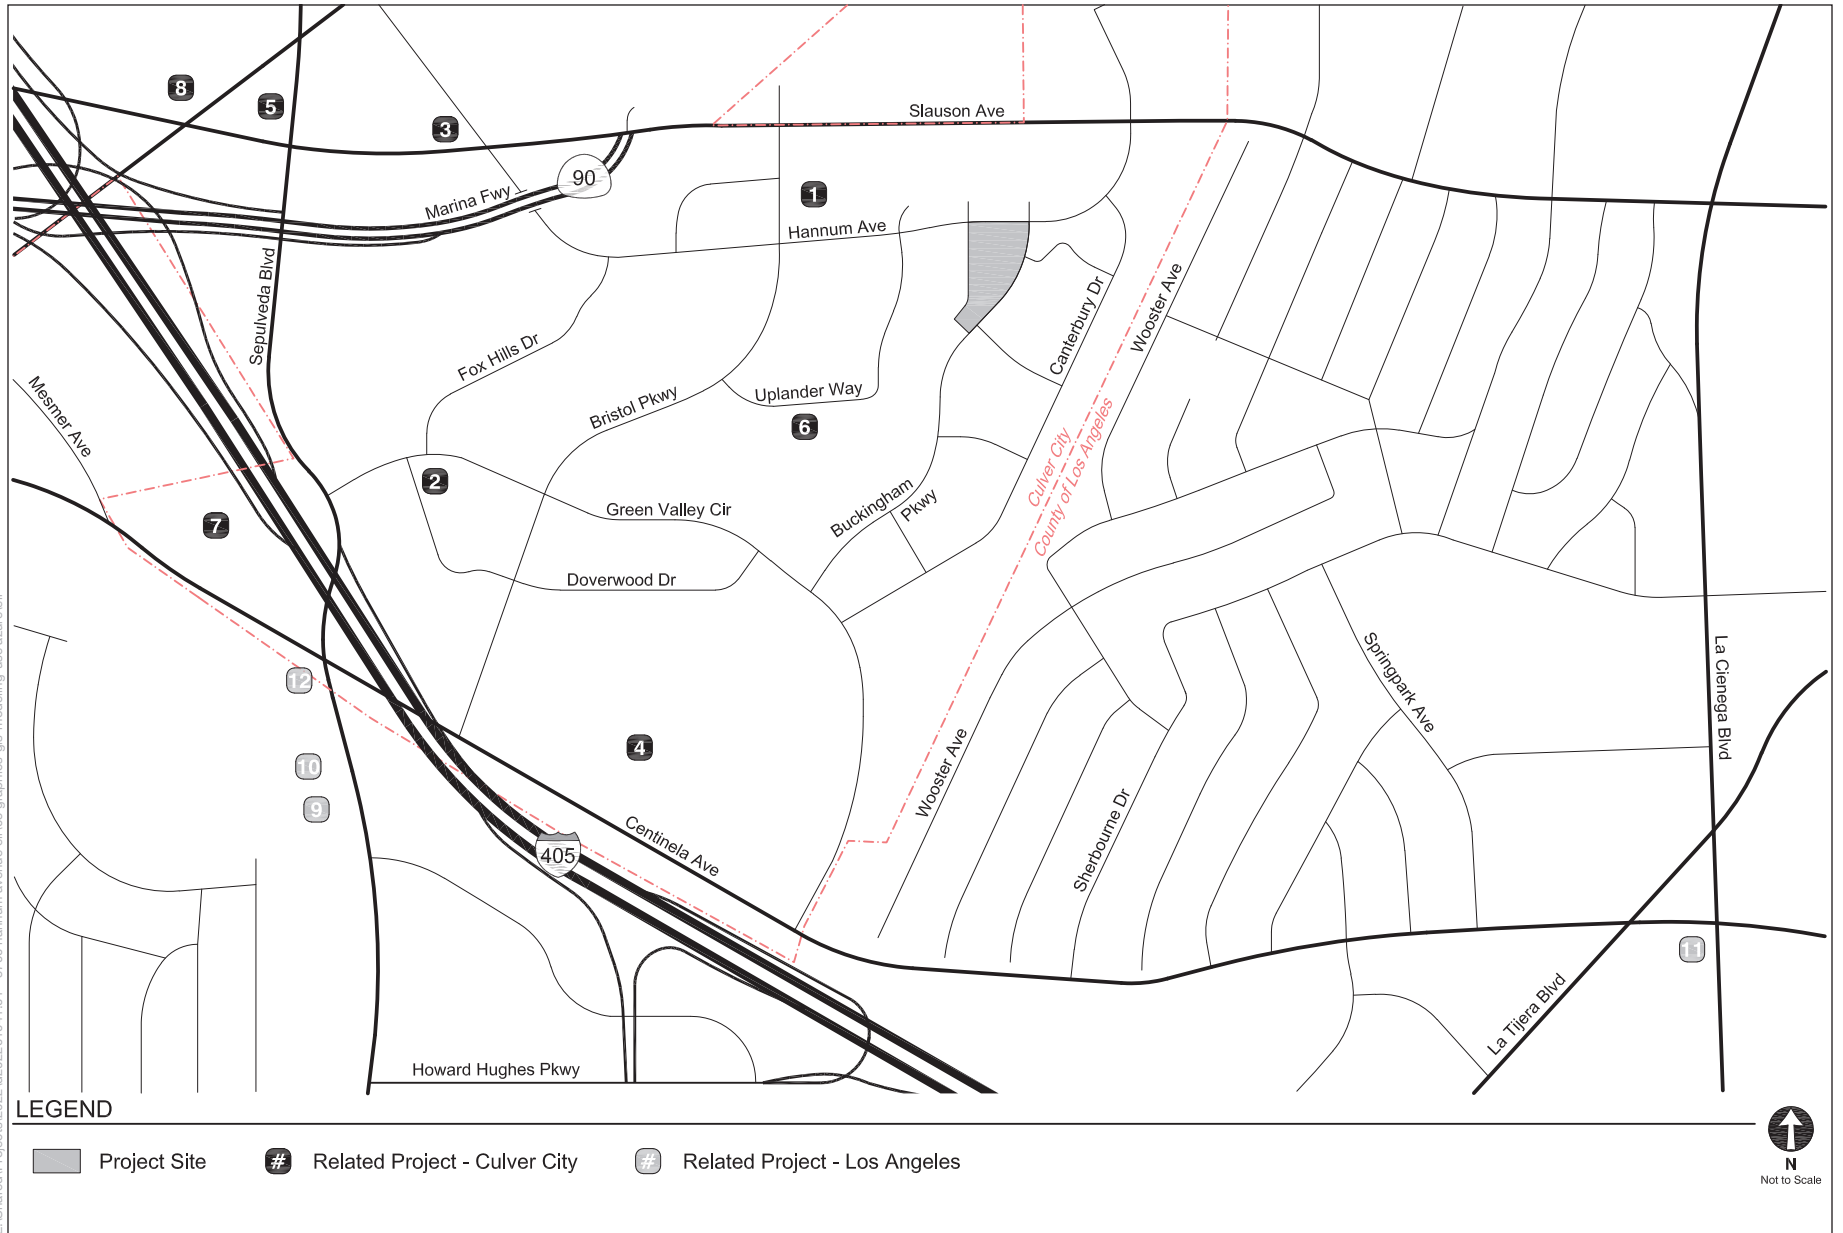 8
5
3
Slauson Ave
90
Marina Fwy
1
Hannum Ave
Sepulveda Blvd
Canterbury Dr
Wooster Ave
Fox Hills Dr
Mesmer Ave
Bristol Pkwy
Uplander Way
6
Culver City
County of Los Angeles
2
7
Green Valley Cir
Buckingham
Pkwy
Doverwood Dr
12
10
9
4
Springpark Ave
La Cienega Blvd
Wooster Ave
Sherbourne Dr
405
Centinela Ave
11
La Tijera Blvd
Howard Hughes Pkwy
LEGEND
Project Site
# Related Project - Culver City
# Related Project - Los Angeles
N
Not to Scale